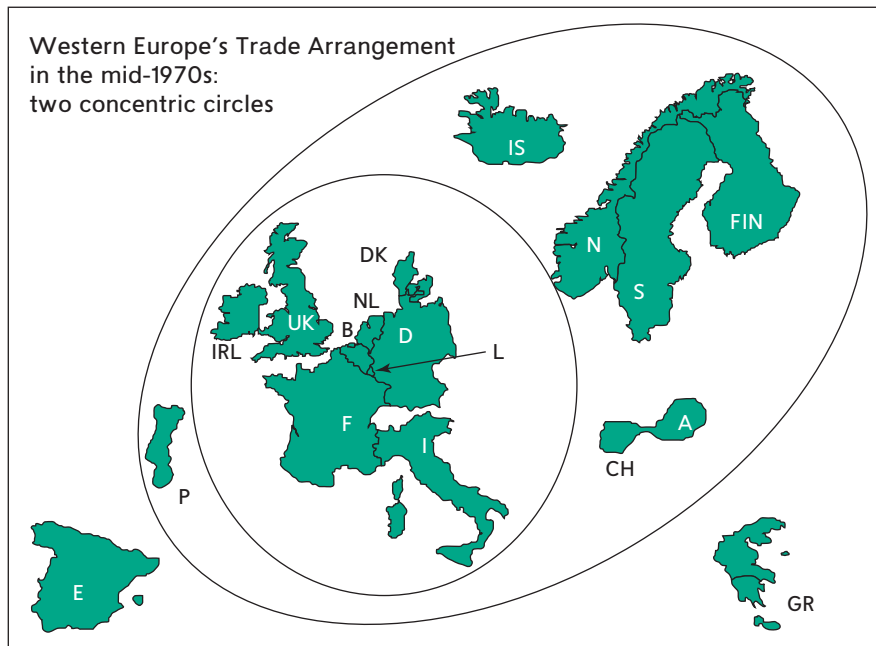 Western Europe's Trade Arrangement
in the mid-1970s:
two concentric circles
IS
FIN
N
DK
S
NL
UK
B
D
IRL
L
F
A
I
CH
P
E
GR